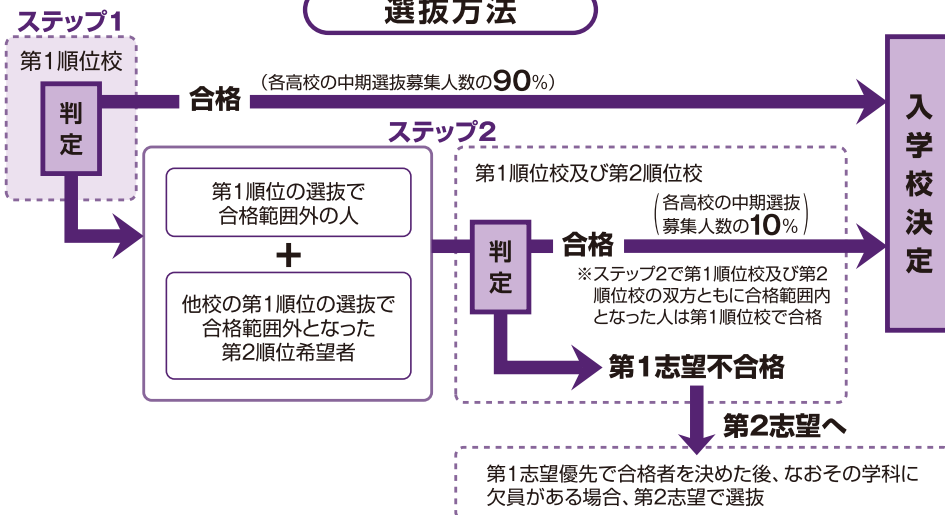 選抜方法
ステップ1
第1順位校
判定
合格
（各高校の中期選抜募集人数の90%）
ステップ2
第1順位の選抜で
合格範囲外の人
+
他校の第1順位の選抜で
合格範囲外となった
第2順位希望者
第1順位校及び第2順位校
判定
合格
（各高校の中期選抜
募集人数の10%）
※ステップ2で第1順位校及び第2
順位校の双方ともに合格範囲内
となった人は第1順位校で合格
第1志望不合格
入学校決定
第2志望へ
第1志望優先で合格者を決めた後、なおその学科に
欠員がある場合、第2志望で選抜